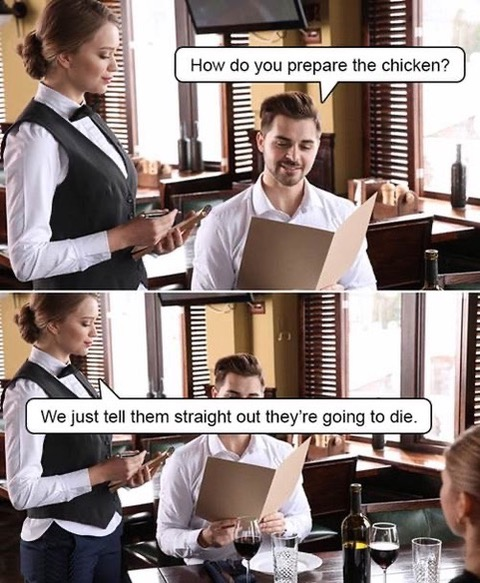 How do you prepare the chicken?
We just tell them straight out they're going to die.